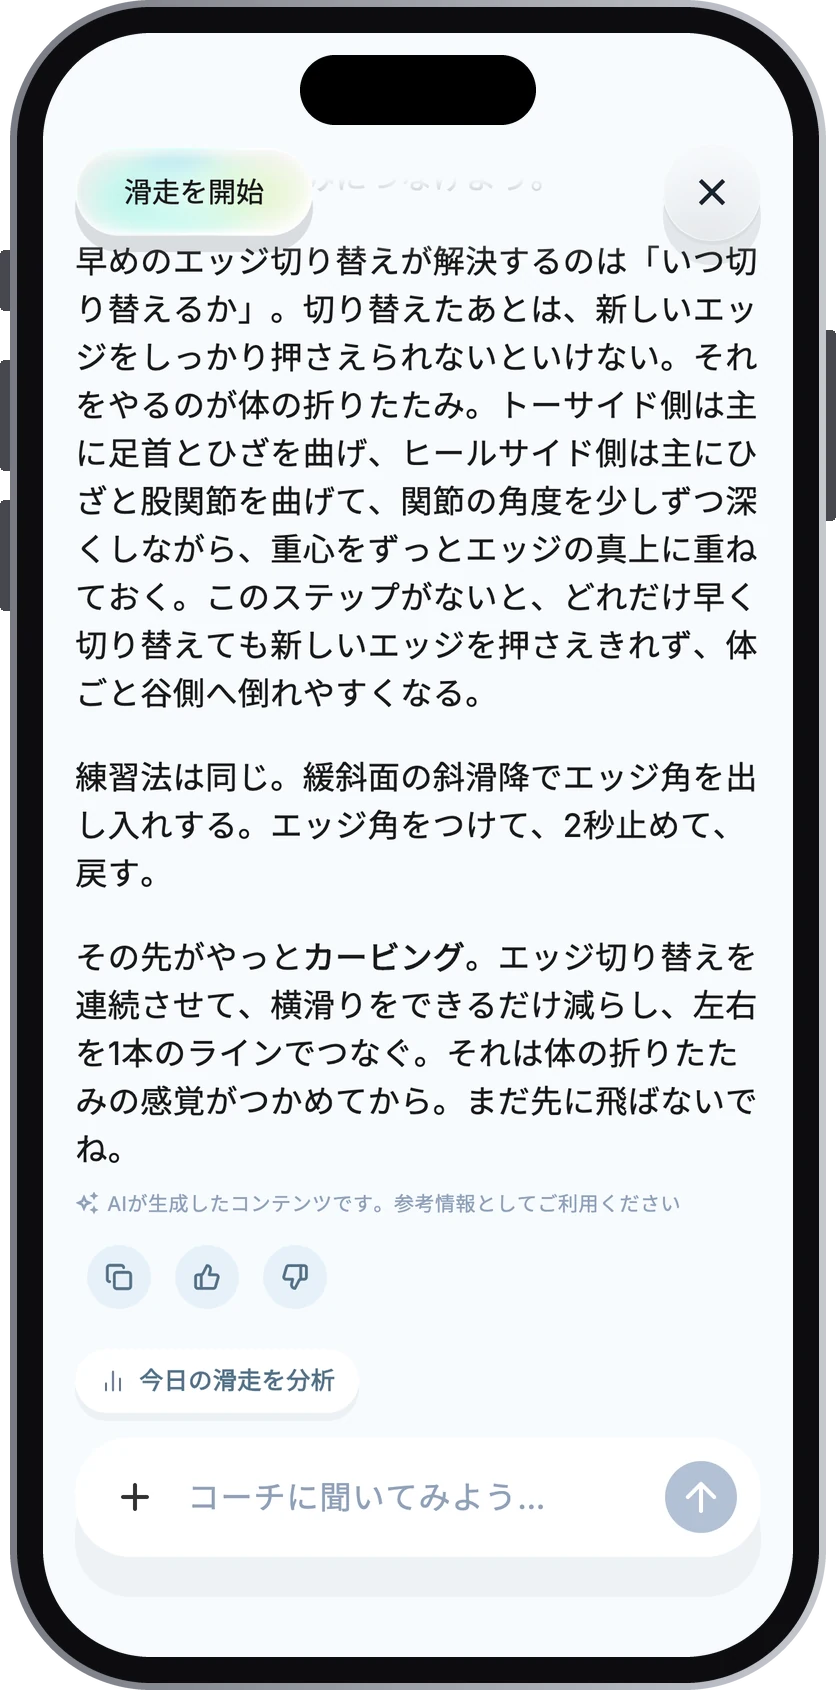 滑走を開始
早めのエッジ切り替えが解決するのは「いつ切
り替えるか」。切り替えたあとは、新しいエッ
ジをしっかり押さえられないといけない。それ
をやるのが体の折りたたみ。トーサイド側は主
に足首とひざを曲げ、ヒールサイド側は主にひ
ざと股関節を曲げて、関節の角度を少しずつ深
くしながら、重心をずっとエッジの真上に重ね
ておく。このステップがないと、どれだけ早く
切り替えても新しいエッジを押さえきれず、体
ごと谷側へ倒れやすくなる。
練習法は同じ。緩斜面の斜滑降でエッジ角を出
し入れする。エッジ角をつけて、2秒止めて、
戻す。
その先がやっとカービング。エッジ切り替えを
連続させて、横滑りをできるだけ減らし、左右
を1本のラインでつなぐ。それは体の折りたた
みの感覚がつかめてから。まだ先に飛ばないで
ね。
AIが生成したコンテンツです。参考情報としてご利用ください
今日の滑走を分析
コーチに聞いてみよう...